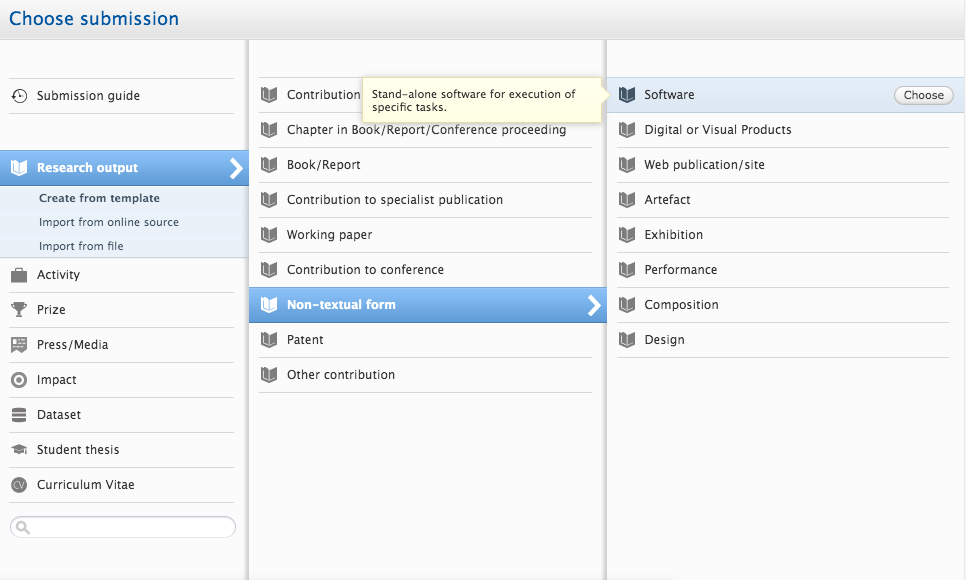 Choose submission
Submission guide
Research output
Create from template
Import from online source
Import from file
Activity
Prize
Press/Media
Impact
Dataset
Student thesis
CV Curriculum Vitae
Contribution
Stand-alone software for execution of
specific tasks.
Chapter in Book/Report/Conference proceeding
Book/Report
Contribution to specialist publication
Working paper
Contribution to conference
Non-textual form
Patent
Other contribution
Software
Choose
Digital or Visual Products
Web publication/site
Artefact
Exhibition
Performance
Composition
Design